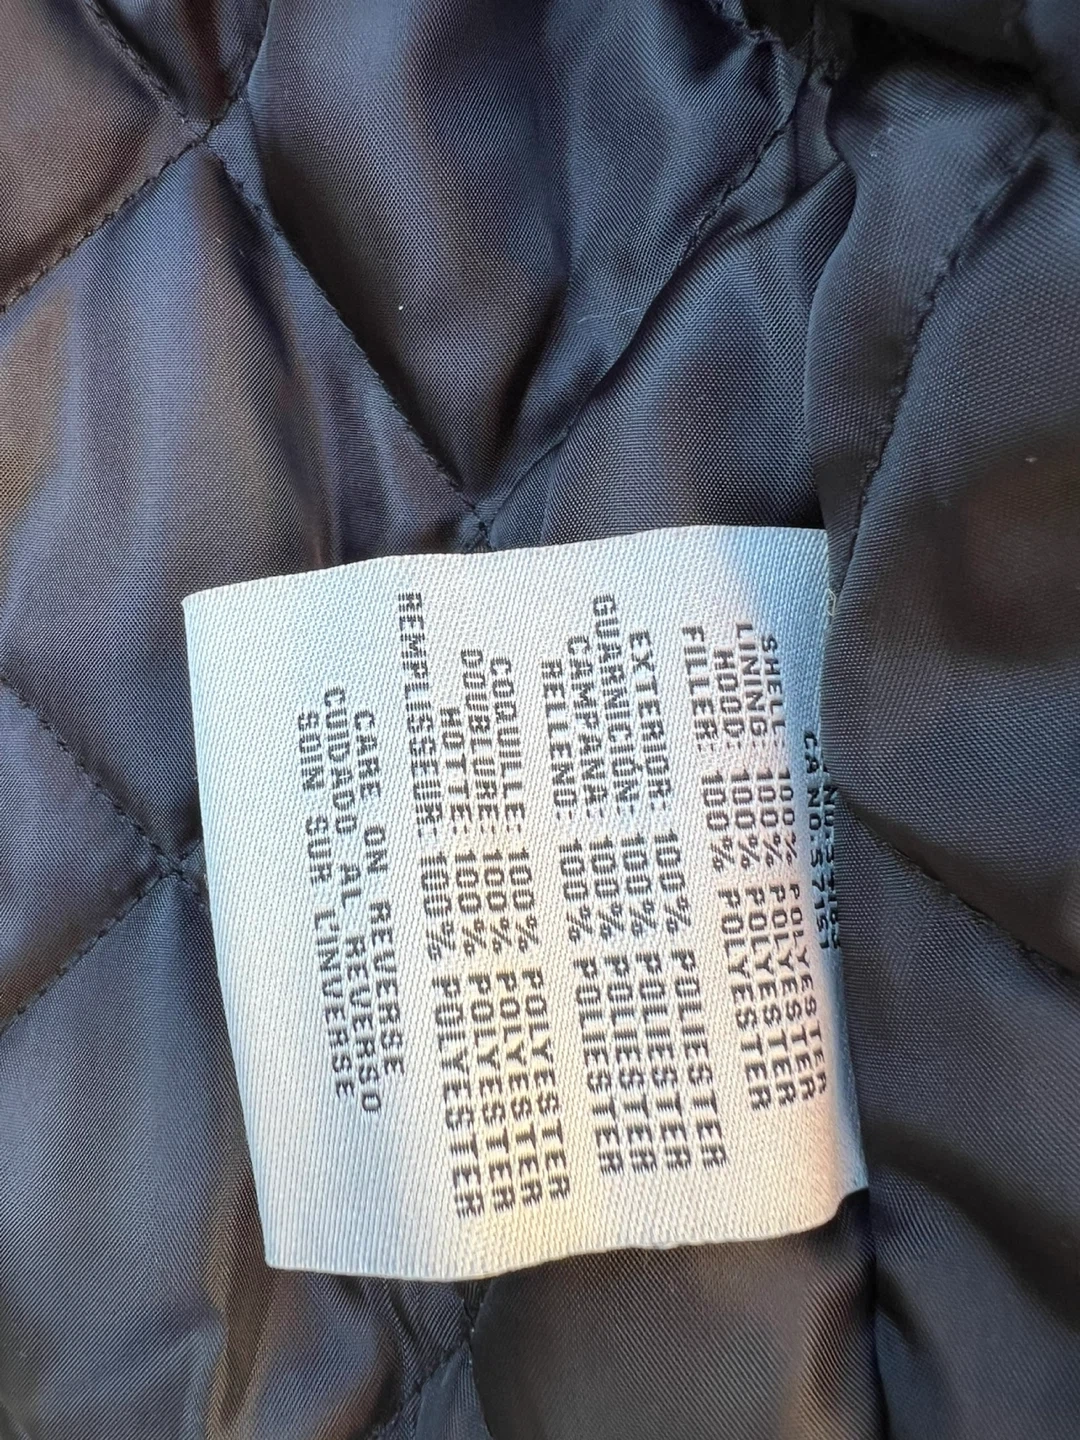 CA NO:57151
SHELL: 100% POLYESTER
LINING: 100% POLYESTER
HOOD: 100% POLYESTER
FILLER: 100% POLYESTER
EXTERIOR: 100% POLIESTER
GUARNICION: 100% POLIESTER
CAMPANA: 100% POLIESTER
RELLENO: 100% POLIESTER
COQUILLE: 100% POLYESTER
DOUBLURE: 100% POLYESTER
HOTTE: 100% POLYESTER
REMPLISSEUR: 100% POLYESTER
CARE ON REVERSE
CUIDADO AL REVERSO
SOIN SUR L'INVERSE